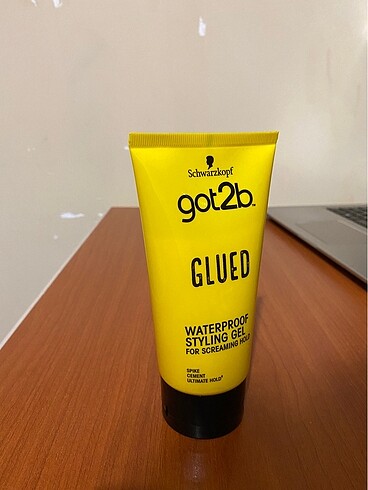 Schwarzkopf
got2b
GLUED
WATERPROOF
STYLING GEL
FOR SCREAMING HOLD
SPIKE
CEMENT
ULTIMATE HOLD